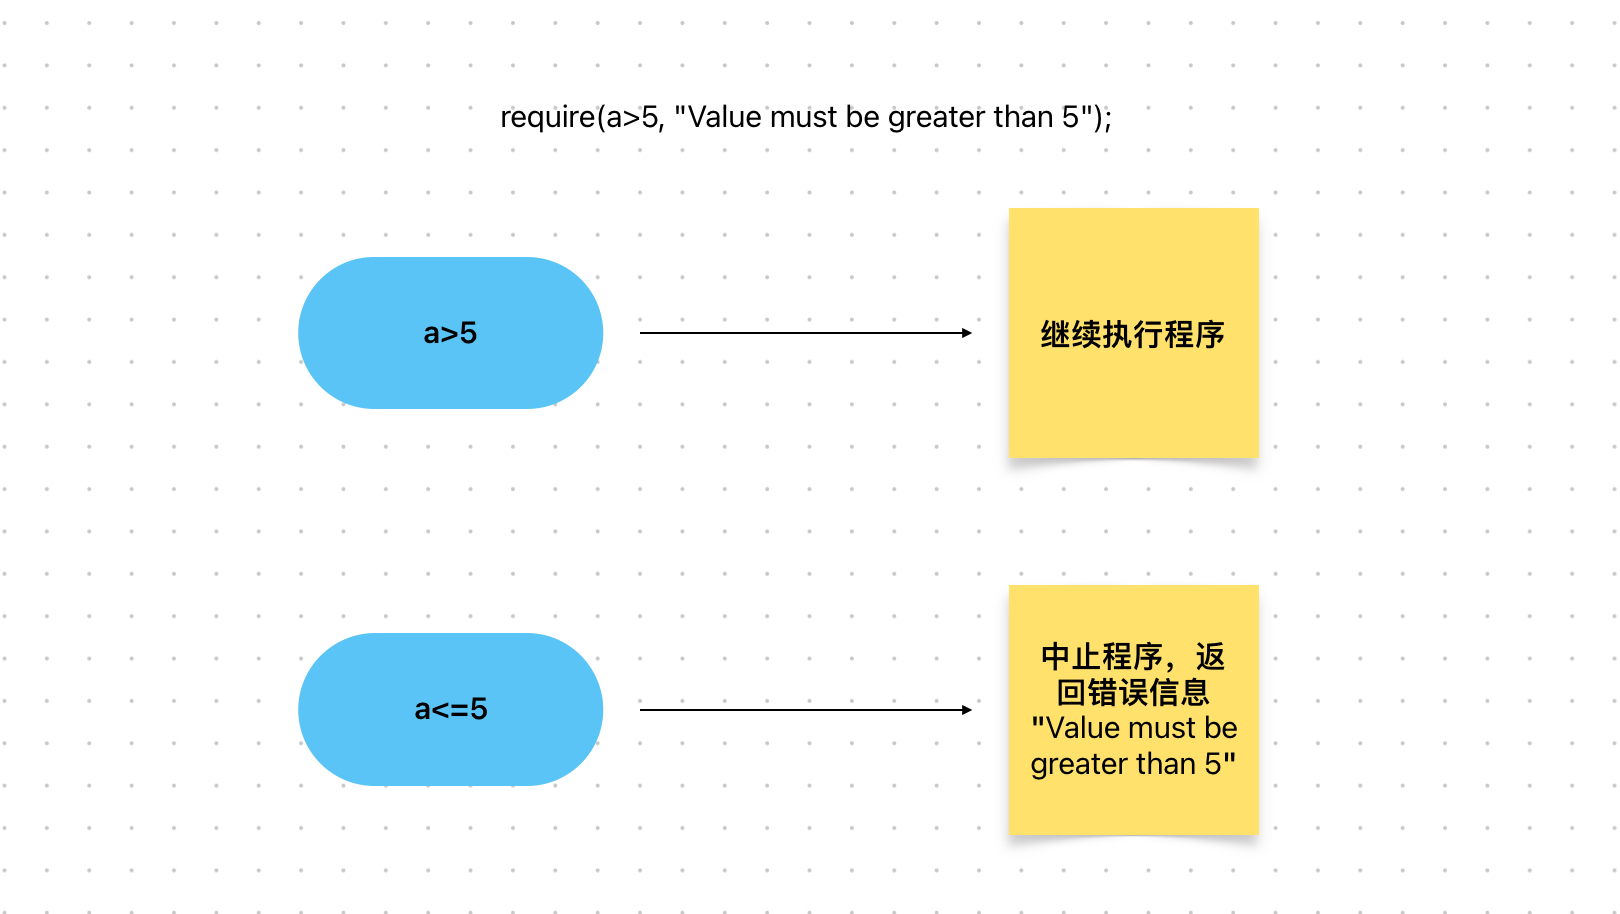 require(a>5, "Value must be greater than 5");
a>5
继续执行程序
a<=5
中止程序，返
回错误信息
"Value must be
greater than 5"